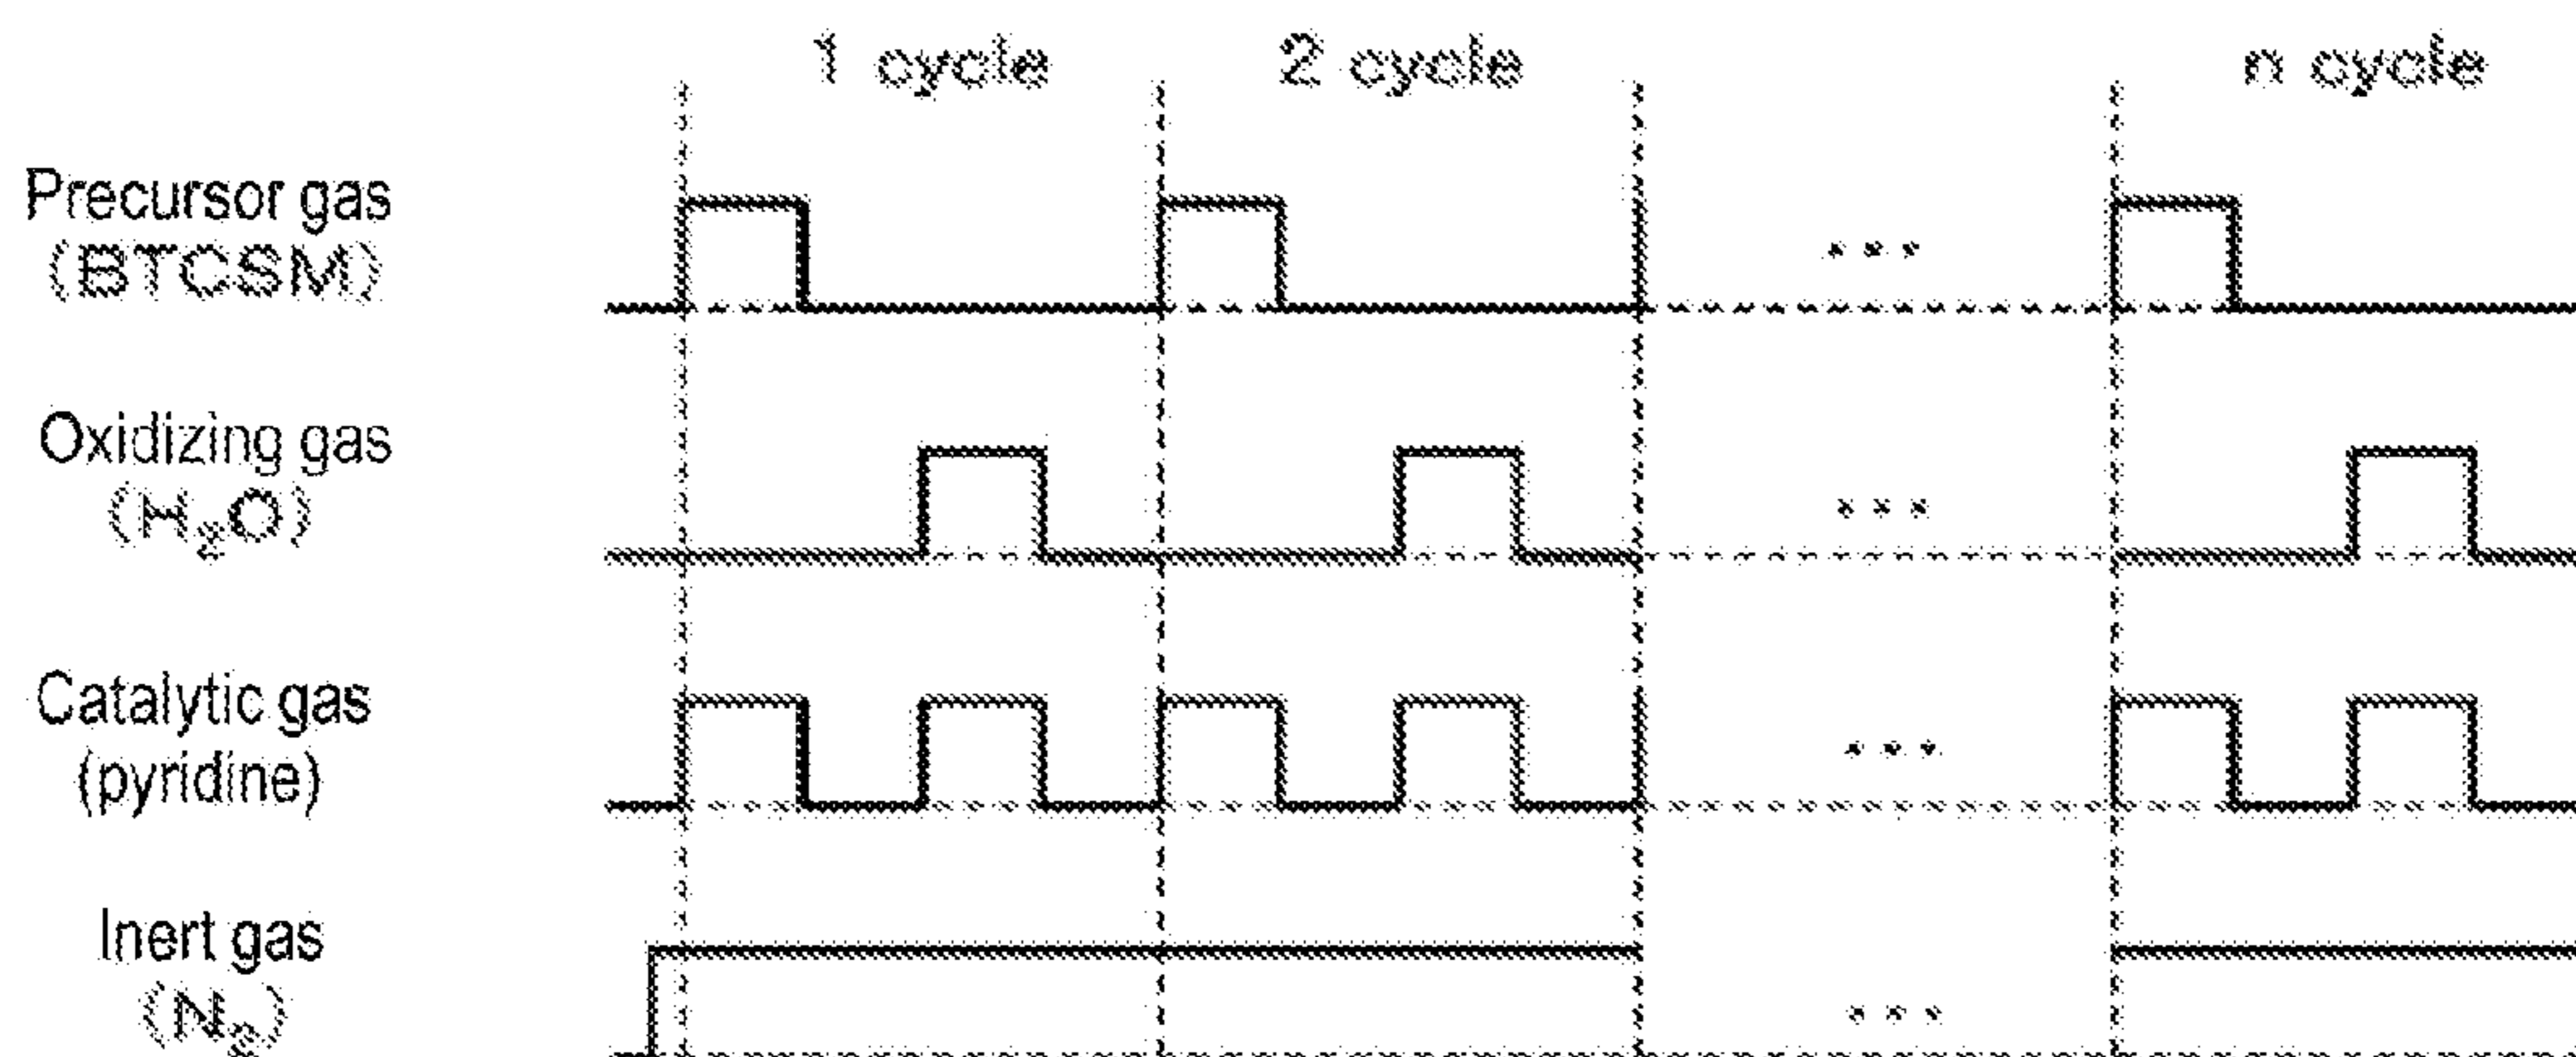 1 cycle
2 cycle
n cycle
Precursor gas
(BTCSM)
Oxidizing gas
(H₂O)
Catalytic gas
(pyridine)
Inert gas
(N₂)